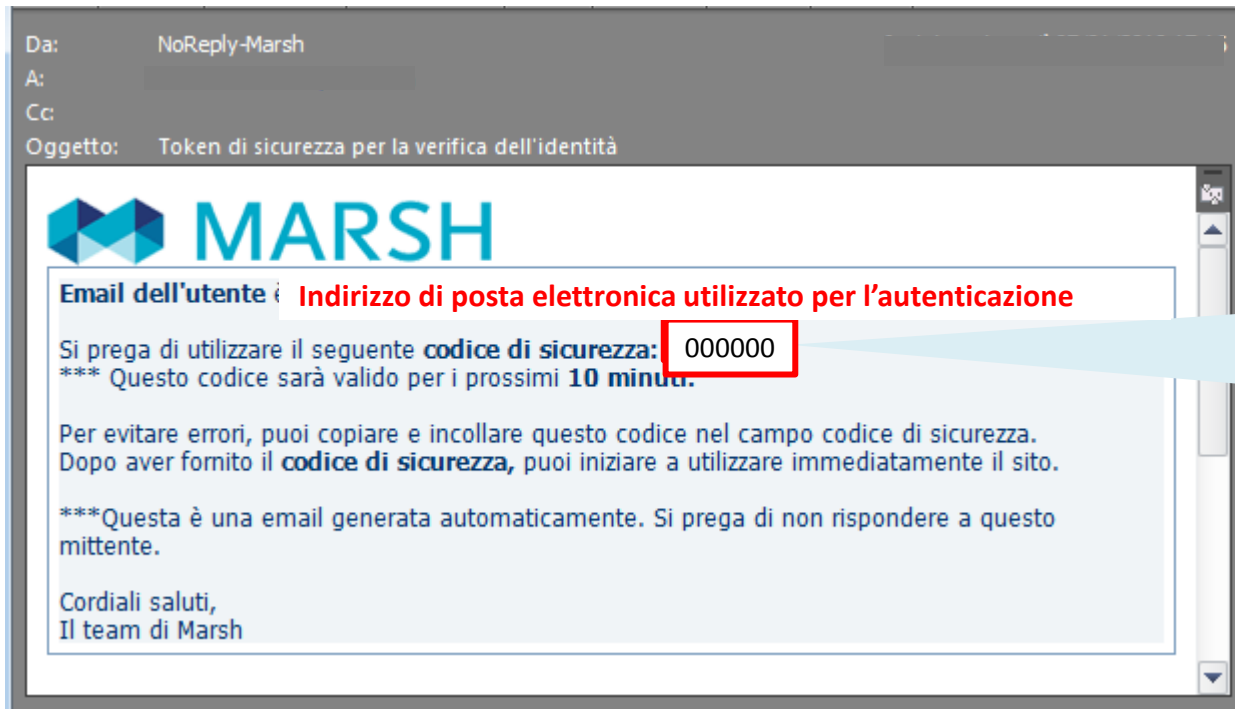 Da: NoReply-Marsh
A:
Cc:
Oggetto: Token di sicurezza per la verifica dell'identità
MARSH
Email dell'utente è Indirizzo di posta elettronica utilizzato per l’autenticazione
Si prega di utilizzare il seguente codice di sicurezza: 000000
*** Questo codice sarà valido per i prossimi 10 minuti.
Per evitare errori, puoi copiare e incollare questo codice nel campo codice di sicurezza.
Dopo aver fornito il codice di sicurezza, puoi iniziare a utilizzare immediatamente il sito.
***Questa è una email generata automaticamente. Si prega di non rispondere a questo
mittente.
Cordiali saluti,
Il team di Marsh